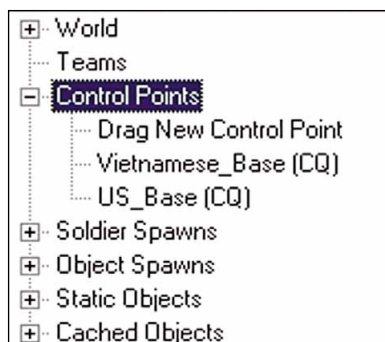 World
Teams
Control Points
Drag New Control Point
Vietnamese_Base (CQ)
US_Base (CQ)
Soldier Spawns
Object Spawns
Static Objects
Cached Objects